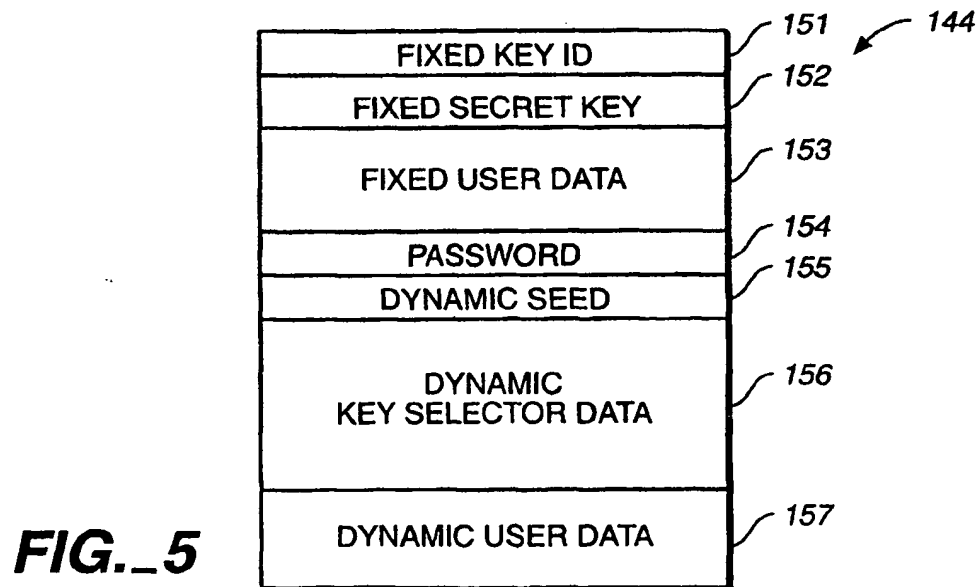 151
144
FIXED KEY ID
152
FIXED SECRET KEY
153
FIXED USER DATA
154
PASSWORD
155
DYNAMIC SEED
156
DYNAMIC
KEY SELECTOR DATA
157
DYNAMIC USER DATA
FIG._5